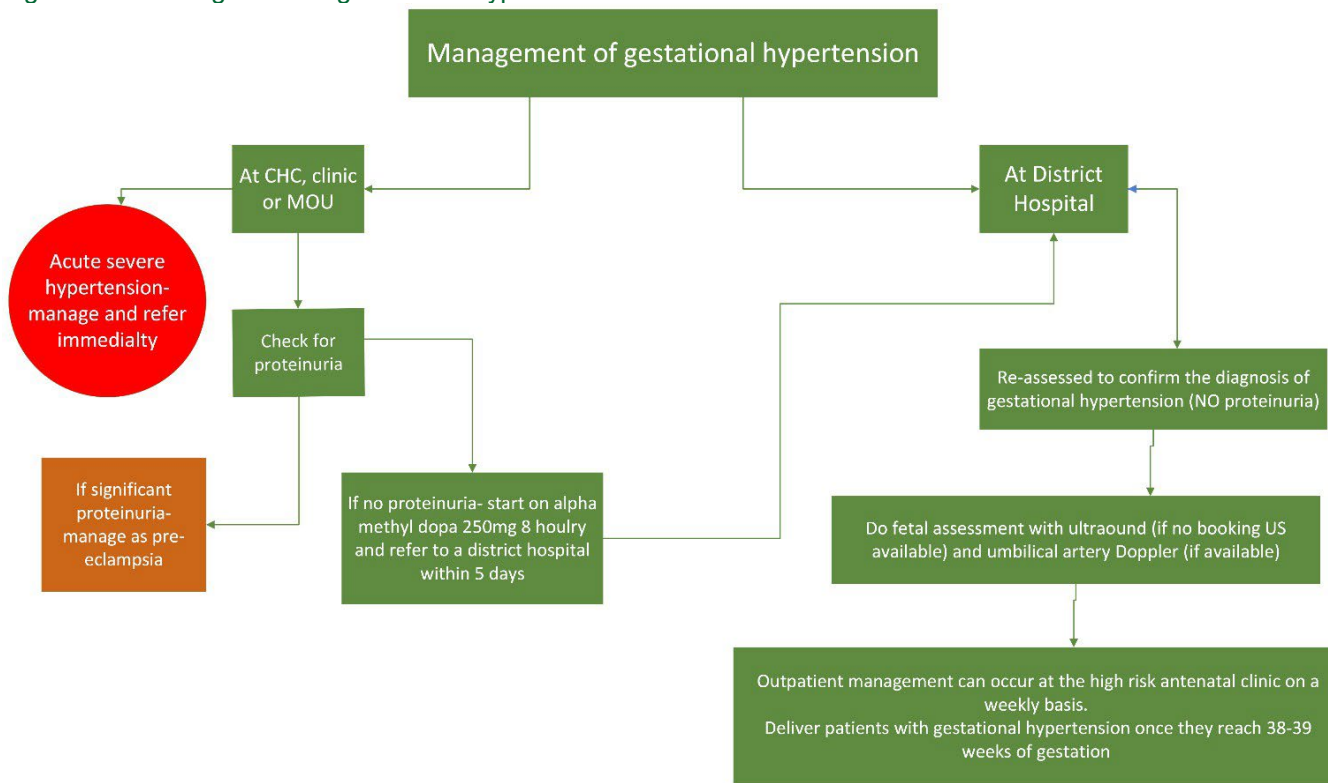 Management of gestational hypertension
At CHC, clinic
or MOU
At District
Hospital
Acute severe
hypertension-
manage and refer
immedialty
Check for
proteinuria
Re-assessed to confirm the diagnosis of
gestational hypertension (NO proteinuria)
If significant
proteinuria-
manage as pre-
eclampsia
If no proteinuria- start on alpha
methyl dopa 250mg 8 houlry
and refer to a district hospital
within 5 days
Do fetal assessment with ultraound (if no booking US
available) and umbilical artery Doppler (if available)
Outpatient management can occur at the high risk antenatal clinic on a
weekly basis.
Deliver patients with gestational hypertension once they reach 38-39
weeks of gestation